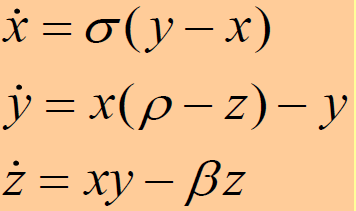 ẋ = σ(y − x)
ẏ = x(ρ − z) − y
ż = xy − βz